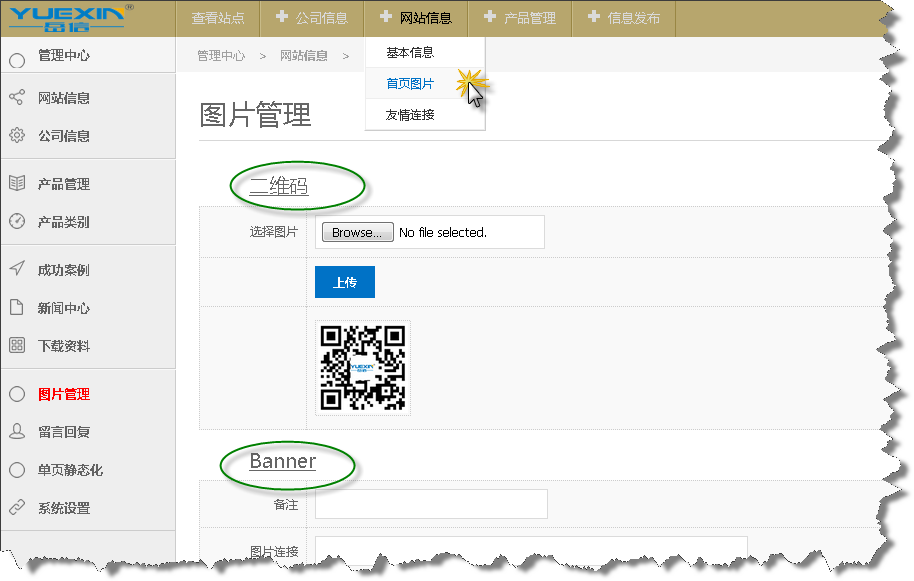 YUEXIN®
岳信
查看站点
公司信息
网站信息
产品管理
信息发布
管理中心 > 网站信息 >
基本信息
首页图片
友情连接
管理中心
网站信息
公司信息
产品管理
产品类别
成功案例
新闻中心
下载资料
图片管理
留言回复
单页静态化
系统设置
图片管理
二维码
选择图片
Browse... No file selected.
上传
YUEXIN
岳信
Banner
备注
图片连接